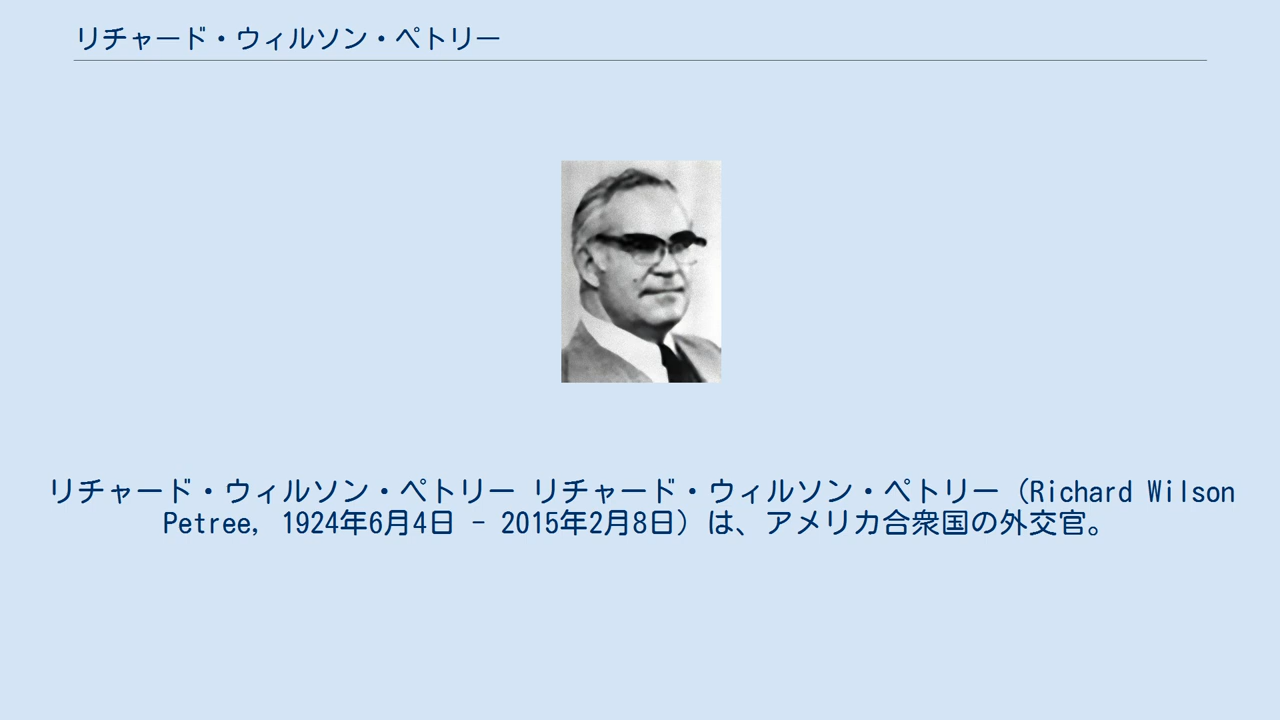 リチャード・ウィルソン・ペトリー
リチャード・ウィルソン・ペトリー リチャード・ウィルソン・ペトリー（Richard Wilson
Petree, 1924年6月4日 - 2015年2月8日）は、アメリカ合衆国の外交官。